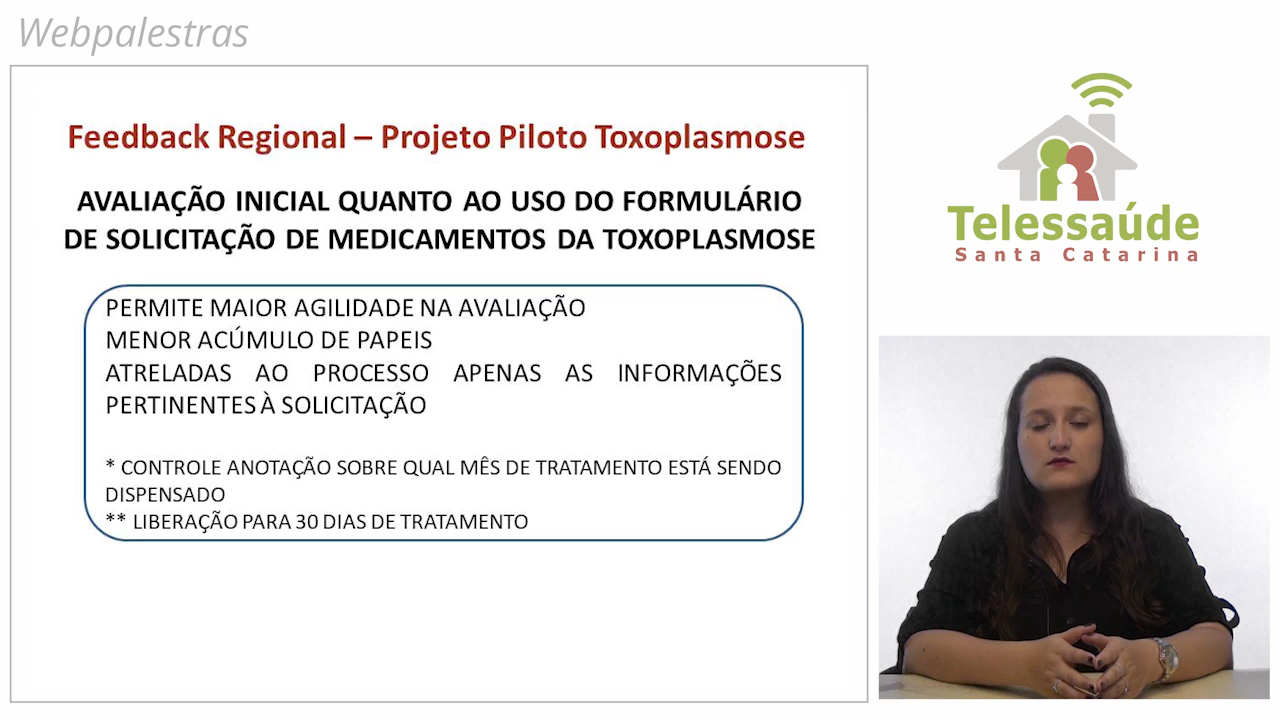 Webpalestras
Feedback Regional – Projeto Piloto Toxoplasmose
AVALIAÇÃO INICIAL QUANTO AO USO DO FORMULÁRIO
DE SOLICITAÇÃO DE MEDICAMENTOS DA TOXOPLASMOSE
PERMITE MAIOR AGILIDADE NA AVALIAÇÃO
MENOR ACÚMULO DE PAPEIS
ATRELADAS AO PROCESSO APENAS AS INFORMAÇÕES
PERTINENTES À SOLICITAÇÃO
* CONTROLE ANOTAÇÃO SOBRE QUAL MÊS DE TRATAMENTO ESTÁ SENDO
DISPENSADO
** LIBERAÇÃO PARA 30 DIAS DE TRATAMENTO
Telessaúde
Santa Catarina